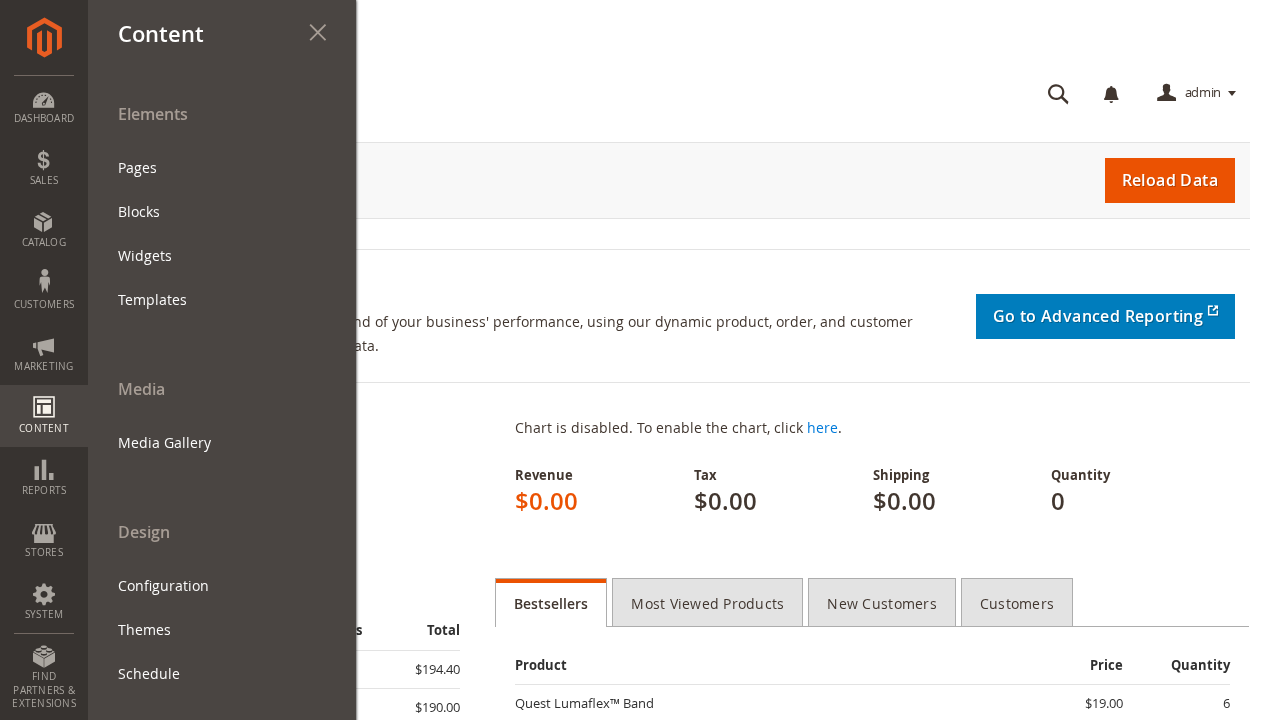 DASHBOARD
SALES
CATALOG
CUSTOMERS
MARKETING
CONTENT
REPORTS
STORES
SYSTEM
FIND
PARTNERS &
EXTENSIONS
Content
Elements
Pages
Blocks
Widgets
Templates
Media
Media Gallery
Design
Configuration
Themes
Schedule
admin
Reload Data
nd of your business' performance, using our dynamic product, order, and customer
ata.
Go to Advanced Reporting
Chart is disabled. To enable the chart, click here.
Revenue Tax Shipping Quantity
$0.00 $0.00 $0.00 0
s Total
$194.40
$190.00
Bestsellers Most Viewed Products New Customers Customers
Product Price Quantity
Quest Lumaflex™ Band $19.00 6